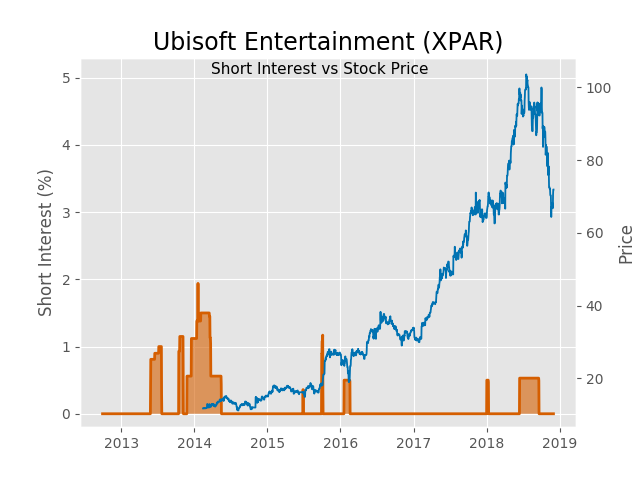 Ubisoft Entertainment (XPAR)
Short Interest vs Stock Price
Short Interest (%)
5
4
3
2
1
0
100
80
60
40
20
Price
2013 2014 2015 2016 2017 2018 2019